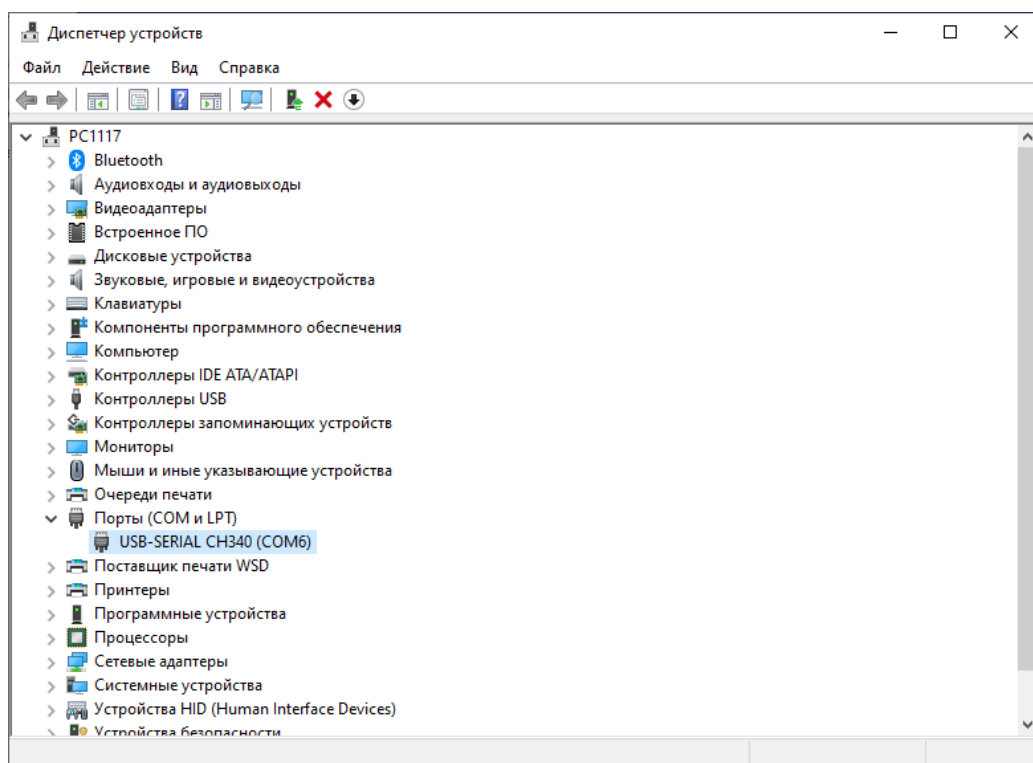 Диспетчер устройств
Файл Действие Вид Справка
PC1117
Bluetooth
Аудиовходы и аудиовыходы
Видеоадаптеры
Встроенное ПО
Дисковые устройства
Звуковые, игровые и видеоустройства
Клавиатуры
Компоненты программного обеспечения
Компьютер
Контроллеры IDE ATA/ATAPI
Контроллеры USB
Контроллеры запоминающих устройств
Мониторы
Мыши и иные указывающие устройства
Очереди печати
Порты (COM и LPT)
USB-SERIAL CH340 (COM6)
Поставщик печати WSD
Принтеры
Программные устройства
Процессоры
Сетевые адаптеры
Системные устройства
Устройства HID (Human Interface Devices)
Устройства безопасности